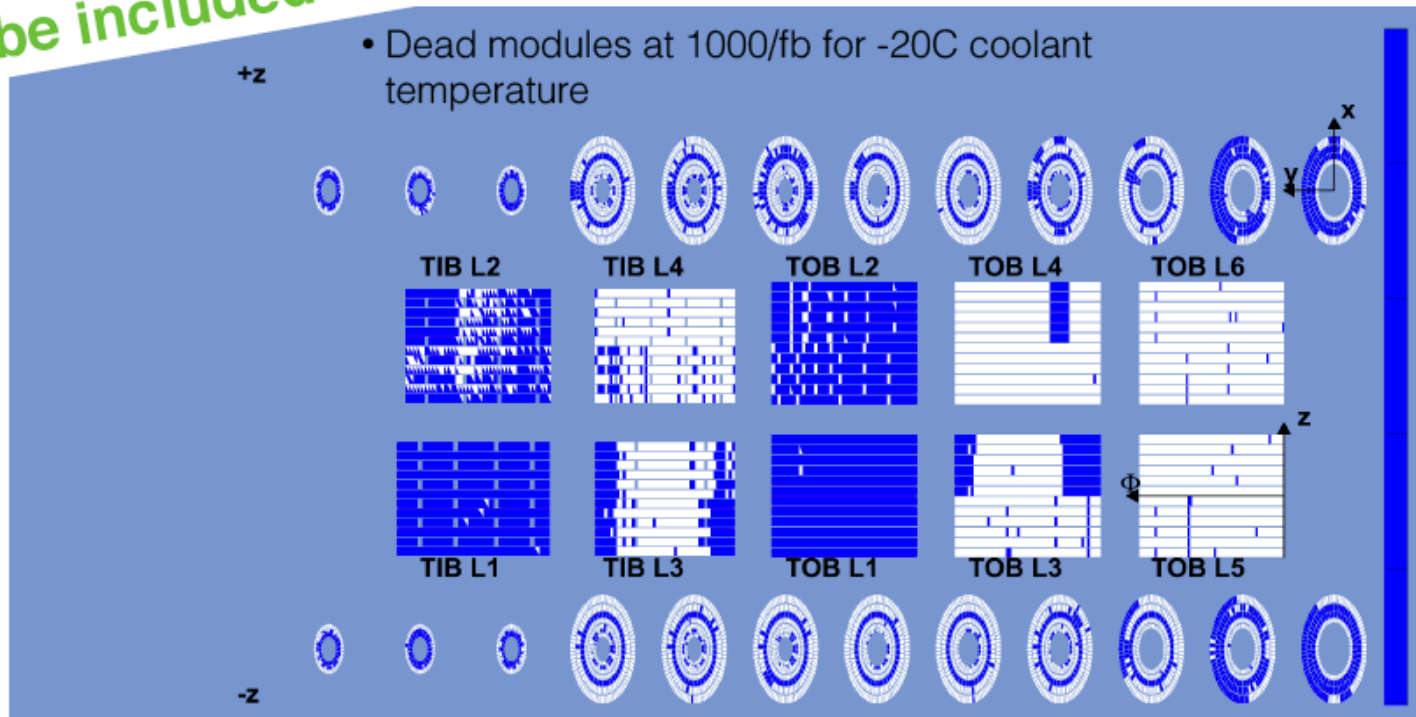 be included
• Dead modules at 1000/fb for -20C coolant
temperature
+z
x
y
TIB L2 TIB L4 TOB L2 TOB L4 TOB L6
z
Φ
TIB L1 TIB L3 TOB L1 TOB L3 TOB L5
-z